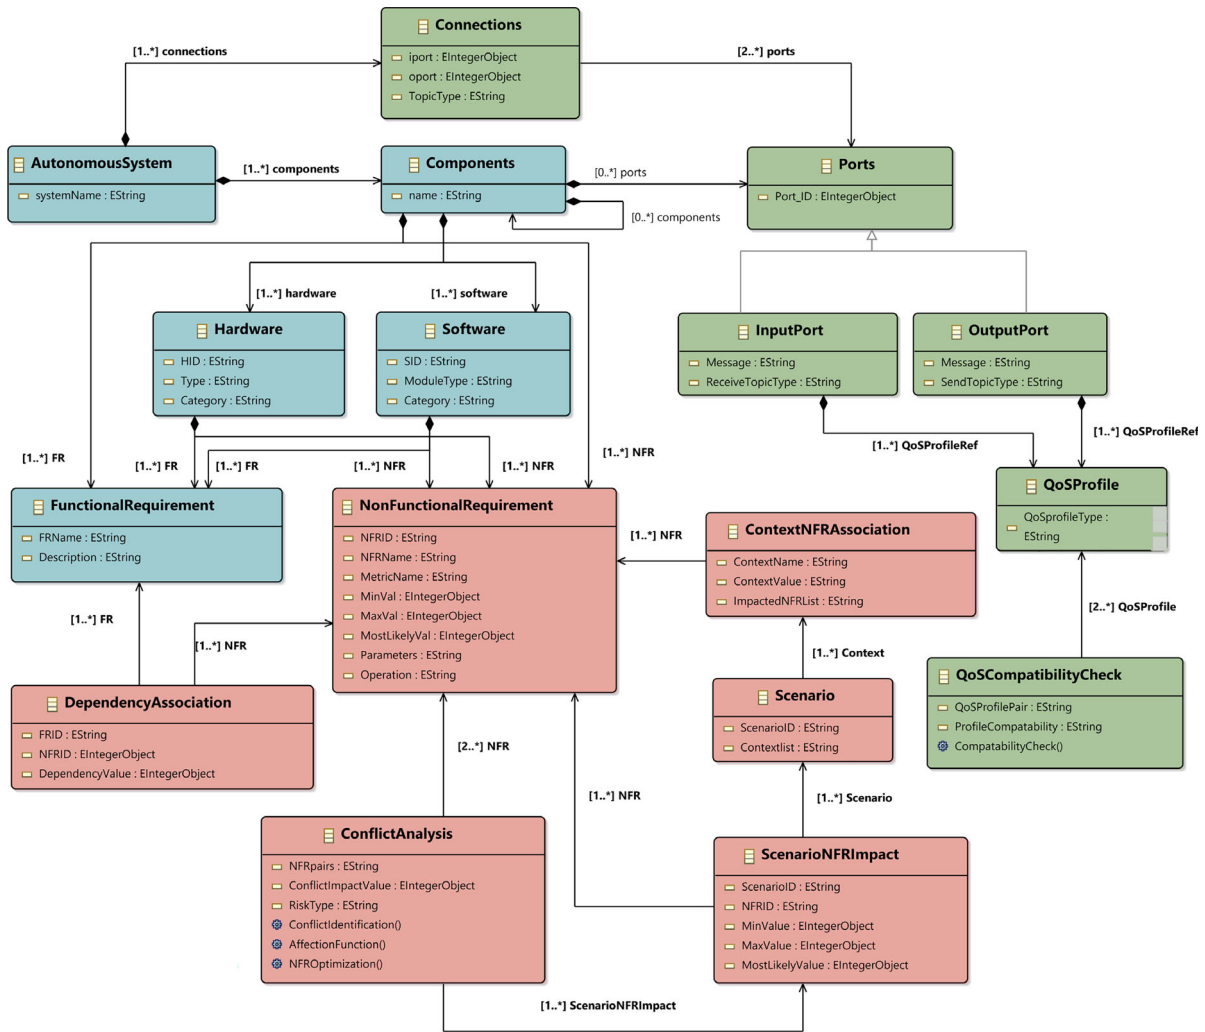 Connections
iport : EIntegerObject
oport : EIntegerObject
TopicType : EString
[1..*] connections
[2..*] ports
AutonomousSystem
systemName : EString
[1..*] components
Components
name : EString
[0..*] ports
[0..*] components
Ports
Port_ID : EIntegerObject
[1..*] hardware
[1..*] software
Hardware
HID : EString
Type : EString
Category : EString
Software
SID : EString
ModuleType : EString
Category : EString
InputPort
Message : EString
ReceiveTopicType : EString
OutputPort
Message : EString
SendTopicType : EString
[1..*] FR
[1..*] FR
[1..*] FR
[1..*] NFR
[1..*] NFR
[1..*] NFR
[1..*] QoSProfileRef
[1..*] QoSProfileRef
FunctionalRequirement
FRName : EString
Description : EString
NonFunctionalRequirement
NFRID : EString
NFRName : EString
MetricName : EString
MinVal : EIntegerObject
MaxVal : EIntegerObject
MostLikelyVal : EIntegerObject
Parameters : EString
Operation : EString
[1..*] NFR
ContextNFRAssociation
ContextName : EString
ContextValue : EString
ImpactedNFRList : EString
QoSProfile
QoSprofileType :
EString
[1..*] FR
[1..*] NFR
[1..*] Context
[2..*] QoSProfile
DependencyAssociation
FRID : EString
NFRID : EIntegerObject
DependencyValue : EIntegerObject
Scenario
ScenarioID : EString
Contextlist : EString
QoSCompatibilityCheck
QoSProfilePair : EString
ProfileCompatability : EString
CompatabilityCheck()
[2..*] NFR
[1..*] NFR
[1..*] Scenario
ConflictAnalysis
NFRpairs : EString
ConflictImpactValue : EIntegerObject
RiskType : EString
ConflictIdentification()
AffectionFunction()
NFROptimization()
ScenarioNFRImpact
ScenarioID : EString
NFRID : EString
MinValue : EIntegerObject
MaxValue : EIntegerObject
MostLikelyValue : EIntegerObject
[1..*] ScenarioNFRImpact